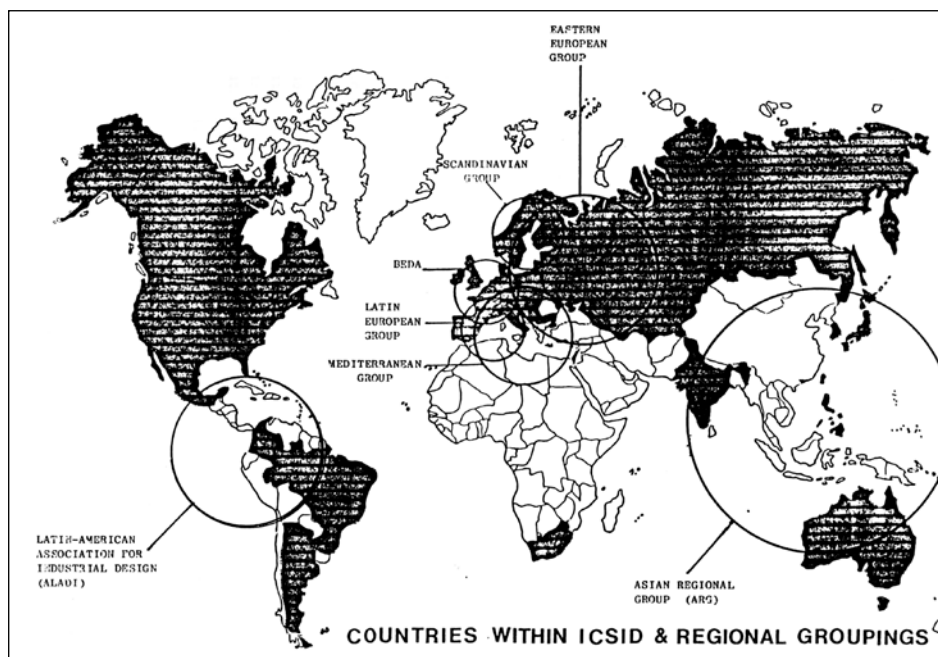 EASTERN
EUROPEAN
GROUP
SCANDINAVIAN
GROUP
BEDA
LATIN
EUROPEAN
GROUP
MEDITERRANEAN
GROUP
LATIN-AMERICAN
ASSOCIATION FOR
INDUSTRIAL DESIGN
(ALADI)
ASIAN REGIONAL
GROUP (ARG)
COUNTRIES WITHIN ICSID & REGIONAL GROUPINGS